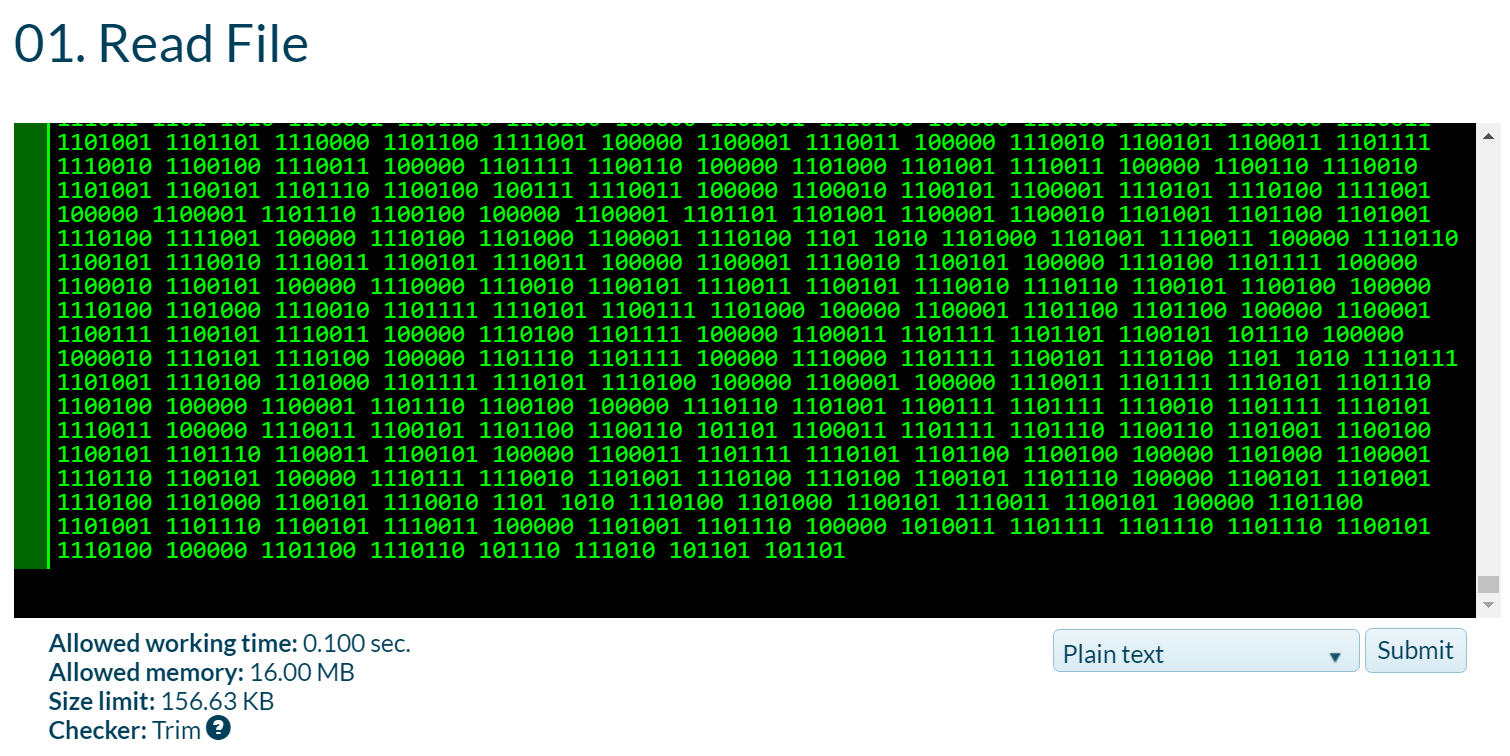 01. Read File
1101001 1101101 1110000 1101100 1111001 100000 1100001 1110011 100000 1110010 1100101 1100011 1101111
1110010 1100100 1110011 100000 1101111 1100110 100000 1101000 1101001 1110011 100000 1100110 1110010
1101001 1100101 1101110 1100100 100111 1110011 100000 1100010 1100101 1100001 1110101 1110100 1111001
100000 1100001 1101110 1100100 100000 1100001 1101101 1101001 1100001 1100010 1101001 1101100 1101001
1110100 1111001 100000 1110100 1101000 1100001 1110100 1101 1010 1101000 1101001 1110011 100000 1110110
1100101 1110010 1110011 1100101 1110011 100000 1100001 1110010 1100101 100000 1110100 1101111 100000
1100010 1100101 100000 1110000 1110010 1100101 1110011 1100101 1110010 1110110 1100101 1100100 100000
1110100 1101000 1110010 1101111 1110101 1100111 1101000 100000 1100001 1101100 1101100 100000 1100001
1100111 1100101 1110011 100000 1110100 1101111 100000 1100011 1101111 1101101 1100101 101110 100000
1000010 1110101 1110100 100000 1101110 1101111 100000 1110000 1101111 1100101 1110100 1101 1010 1110111
1101001 1110100 1101000 1101111 1110101 1110100 100000 1100001 100000 1110011 1101111 1110101 1101110
1100100 100000 1100001 1101110 1100100 100000 1110110 1101001 1100111 1101111 1110010 1101111 1110101
1110011 100000 1110011 1100101 1101100 1100110 101101 1100011 1101111 1101110 1100110 1101001 1100100
1100101 1101110 1100011 1100101 100000 1100011 1101111 1110101 1101100 1100100 100000 1101000 1100001
1110110 1100101 100000 1110111 1110010 1101001 1110100 1110100 1100101 1101110 100000 1100101 1101001
1110100 1101000 1100101 1110010 1101 1010 1110100 1101000 1100101 1110011 1100101 100000 1101100
1101001 1101110 1100101 1110011 100000 1101001 1101110 100000 1010011 1101111 1101110 1101110 1100101
1110100 100000 1101100 1110110 101110 111010 101101 101101
Allowed working time: 0.100 sec.
Allowed memory: 16.00 MB
Size limit: 156.63 KB
Checker: Trim ?
Plain text
Submit